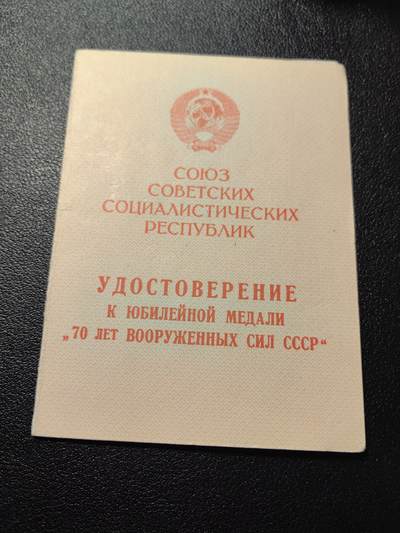 СОЮЗ
СОВЕТСКИХ
СОЦИАЛИСТИЧЕСКИХ
РЕСПУБЛИК
УДОСТОВЕРЕНИЕ
К ЮБИЛЕЙНОЙ МЕДАЛИ
„70 ЛЕТ ВООРУЖЕННЫХ СИЛ СССР“